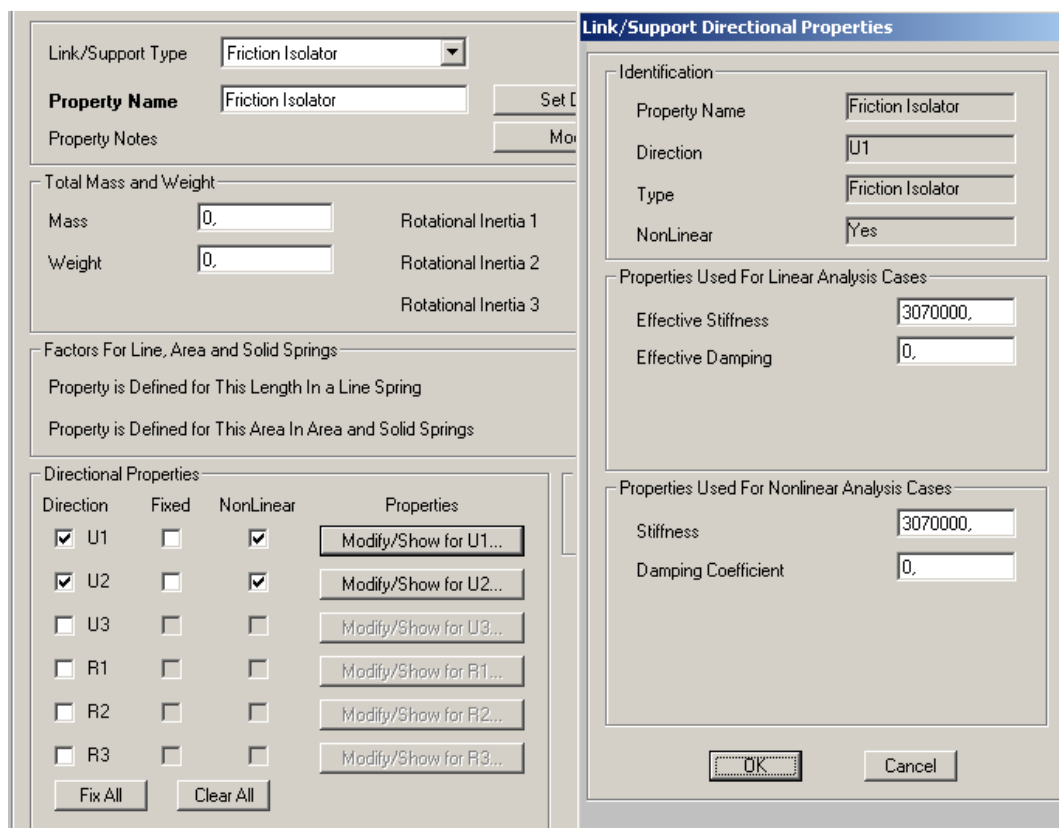 Link/Support Type Friction Isolator
Property Name Friction Isolator Set D
Property Notes Mo
Total Mass and Weight
Mass 0, Rotational Inertia 1
Weight 0, Rotational Inertia 2
Rotational Inertia 3
Factors For Line, Area and Solid Springs
Property is Defined for This Length In a Line Spring
Property is Defined for This Area In Area and Solid Springs
Directional Properties
Direction Fixed NonLinear Properties
U1 Modify/Show for U1...
U2 Modify/Show for U2...
U3 Modify/Show for U3...
R1 Modify/Show for R1...
R2 Modify/Show for R2...
R3 Modify/Show for R3...
Fix All Clear All
Link/Support Directional Properties
Identification
Property Name Friction Isolator
Direction U1
Type Friction Isolator
NonLinear Yes
Properties Used For Linear Analysis Cases
Effective Stiffness 3070000,
Effective Damping 0,
Properties Used For Nonlinear Analysis Cases
Stiffness 3070000,
Damping Coefficient 0,
OK Cancel